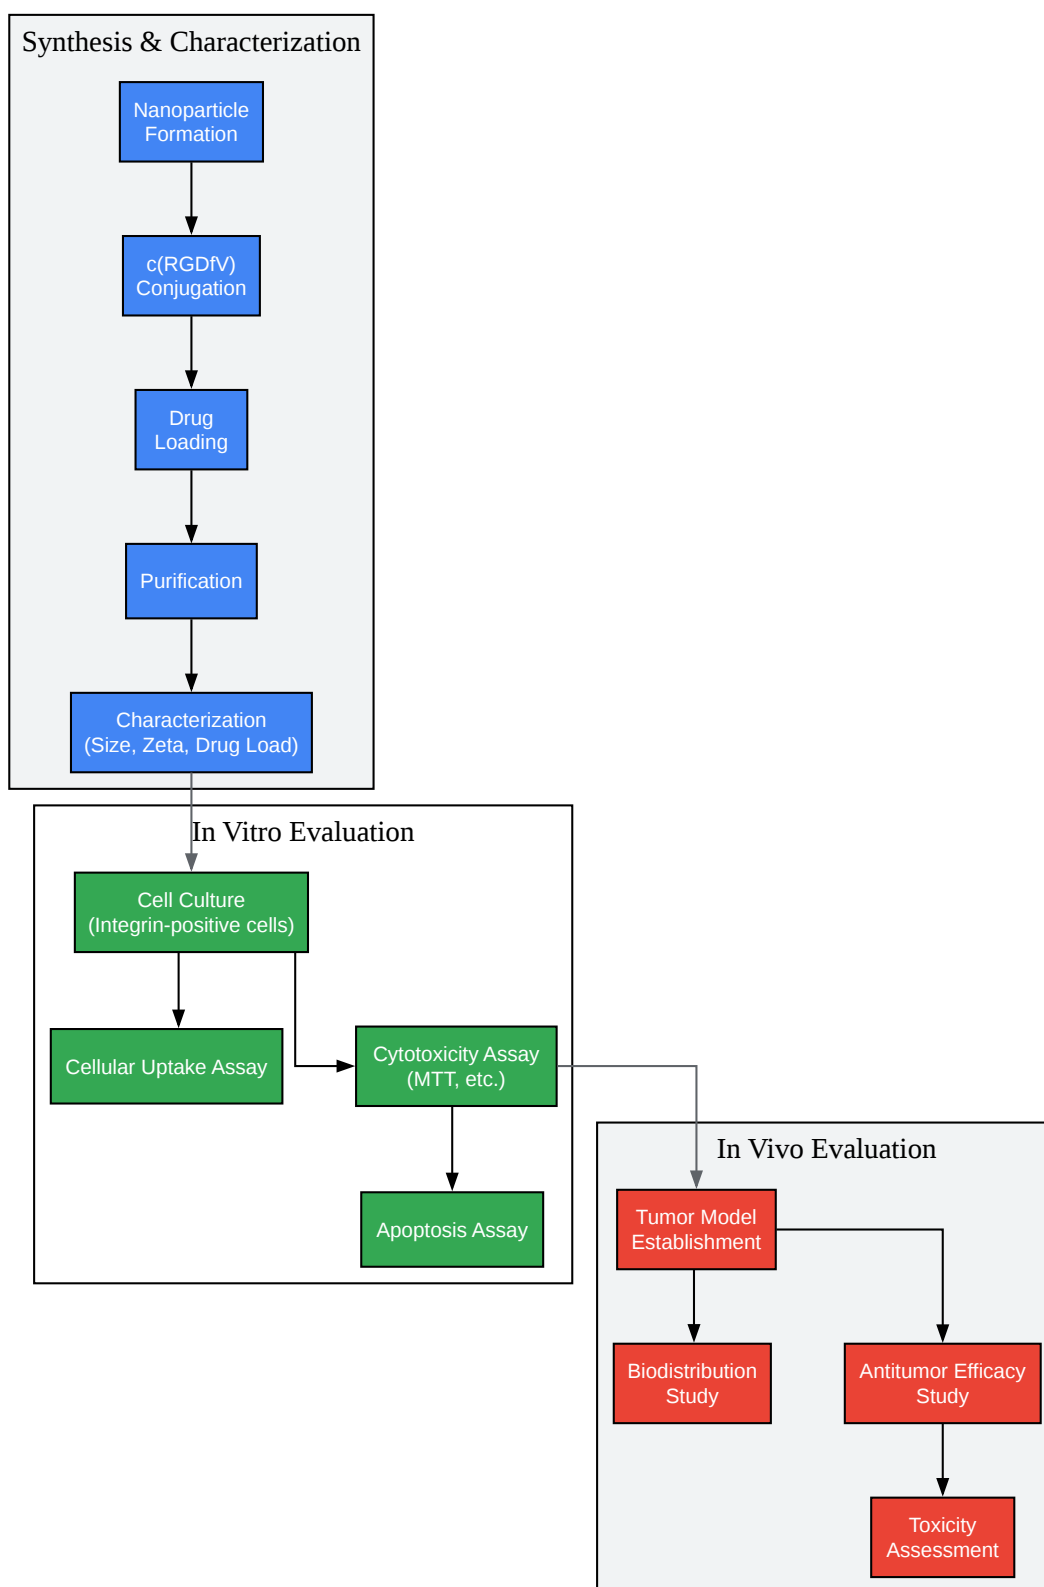 Synthesis & Characterization
Nanoparticle
Formation
c(RGDfV)
Conjugation
Drug
Loading
Purification
Characterization
(Size, Zeta, Drug Load)
In Vitro Evaluation
Cell Culture
(Integrin-positive cells)
Cellular Uptake Assay
Cytotoxicity Assay
(MTT, etc.)
Apoptosis Assay
In Vivo Evaluation
Tumor Model
Establishment
Biodistribution
Study
Antitumor Efficacy
Study
Toxicity
Assessment